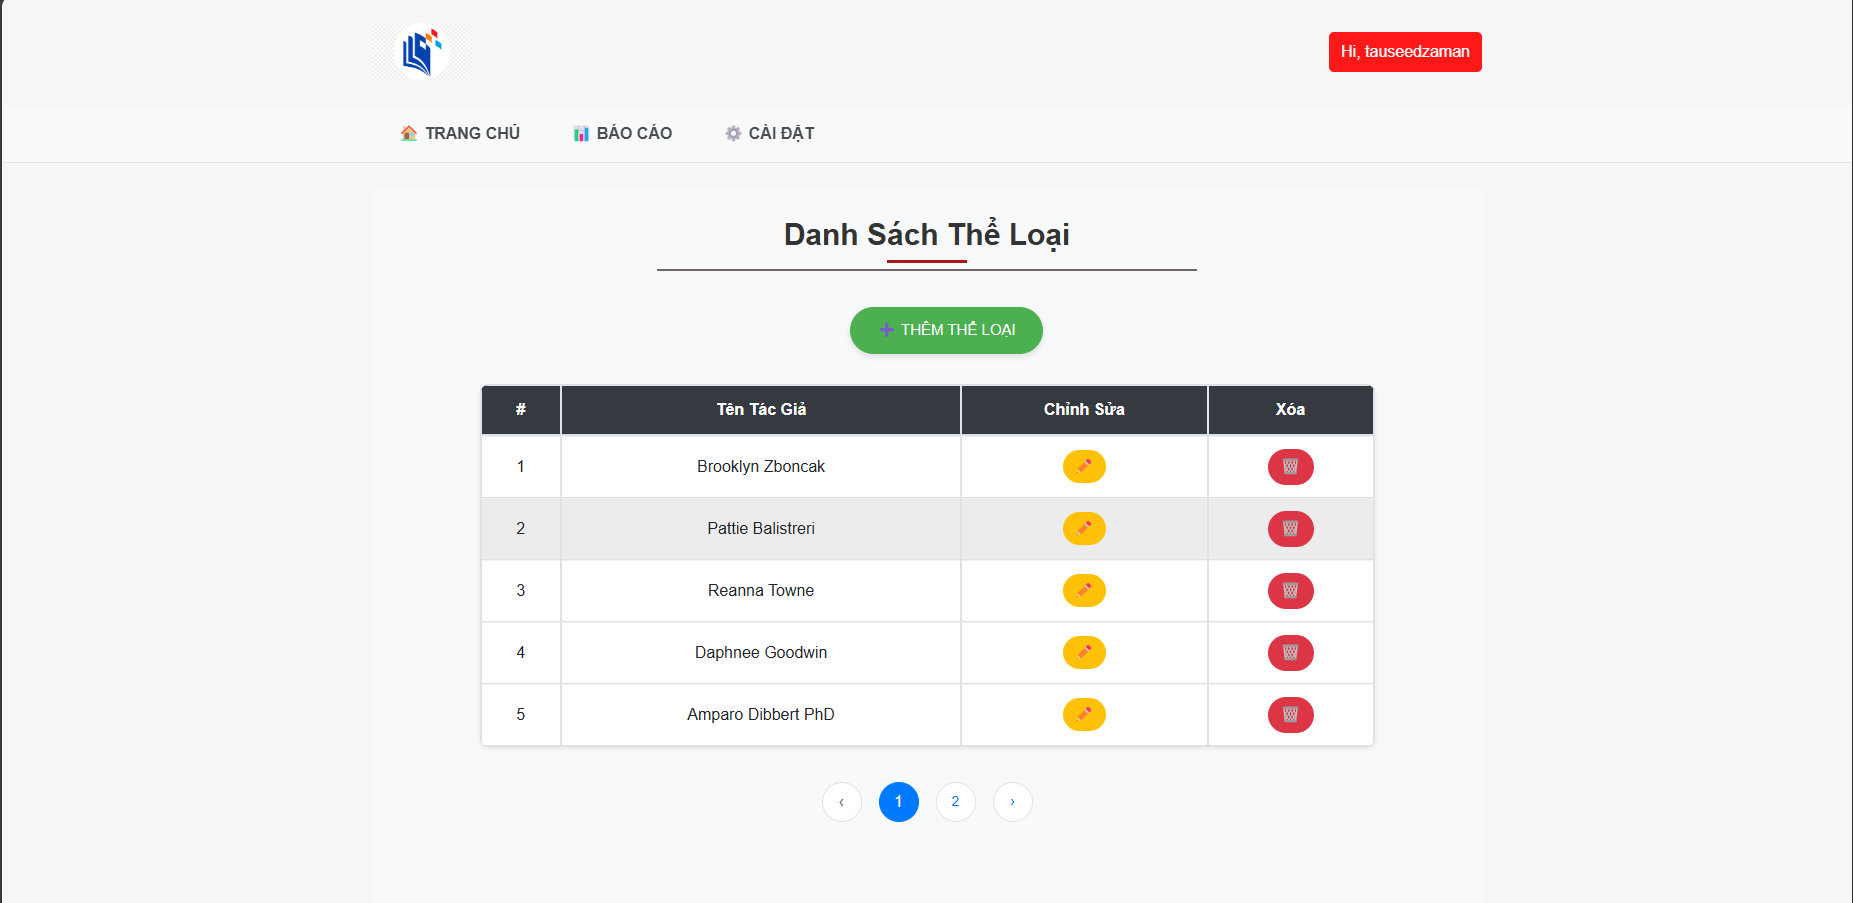 Hi, tauseedzaman
TRANG CHỦ BÁO CÁO CÀI ĐẶT
Danh Sách Thể Loại
THÊM THỂ LOẠI
# Tên Tác Giả Chỉnh Sửa Xóa
1 Brooklyn Zboncak
2 Pattie Balistreri
3 Reanna Towne
4 Daphnee Goodwin
5 Amparo Dibbert PhD
‹ 1 2 ›